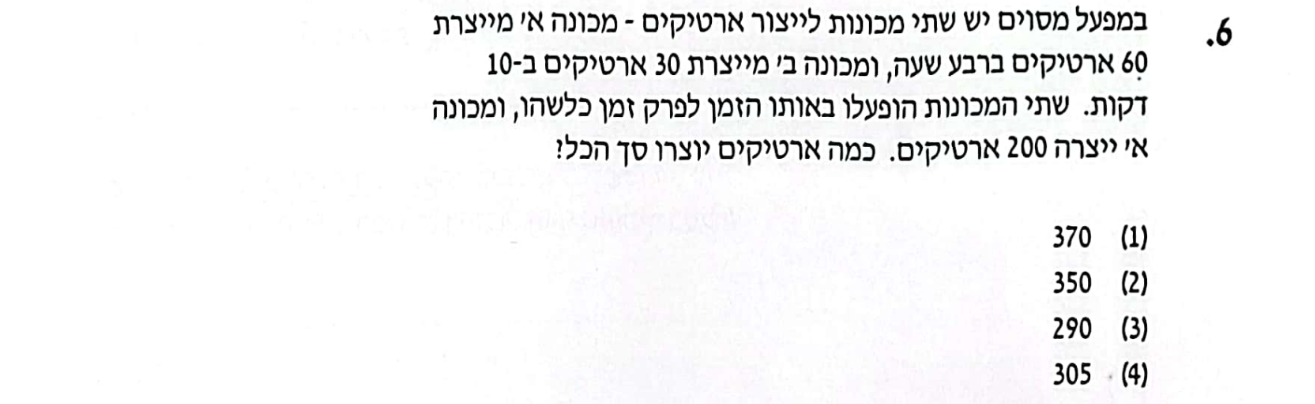 6. במפעל מסוים יש שתי מכונות לייצור ארטיקים - מכונה א' מייצרת
60 ארטיקים ברבע שעה, ומכונה ב' מייצרת 30 ארטיקים ב-10
דקות. שתי המכונות הופעלו באותו הזמן לפרק זמן כלשהו, ומכונה
א' ייצרה 200 ארטיקים. כמה ארטיקים יוצרו סך הכל?
(1) 370
(2) 350
(3) 290
(4) 305